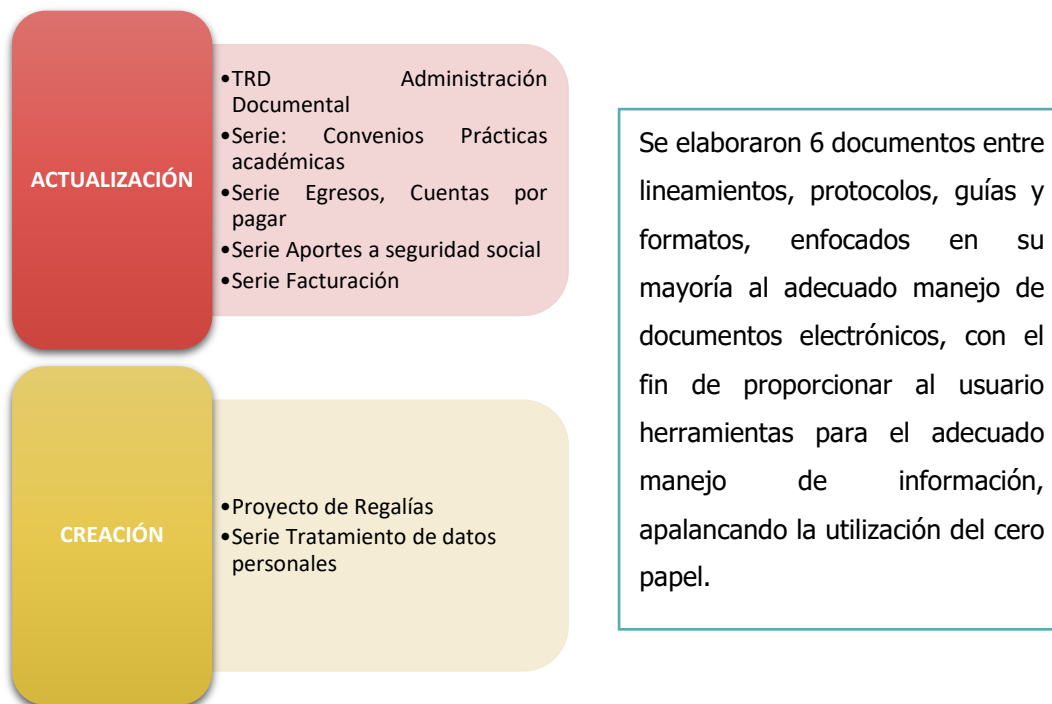 ACTUALIZACIÓN
•TRD Administración
Documental
•Serie: Convenios Prácticas
académicas
•Serie Egresos, Cuentas por
pagar
•Serie Aportes a seguridad social
•Serie Facturación
CREACIÓN
•Proyecto de Regalías
•Serie Tratamiento de datos
personales
Se elaboraron 6 documentos entre
lineamientos, protocolos, guías y
formatos, enfocados en su
mayoría al adecuado manejo de
documentos electrónicos, con el
fin de proporcionar al usuario
herramientas para el adecuado
manejo de información,
apalancando la utilización del cero
papel.